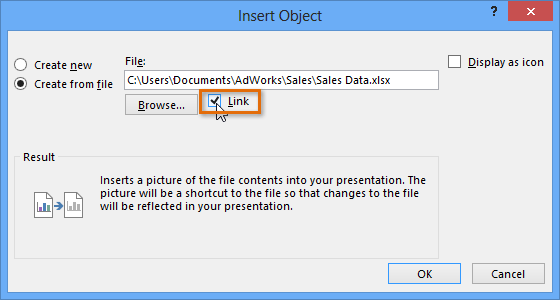 Insert Object
Create new
Create from file
File:
C:\Users\Documents\AdWorks\Sales\Sales Data.xlsx
Browse...
Link
Display as icon
Result
Inserts a picture of the file contents into your presentation. The
picture will be a shortcut to the file so that changes to the file
will be reflected in your presentation.
OK
Cancel